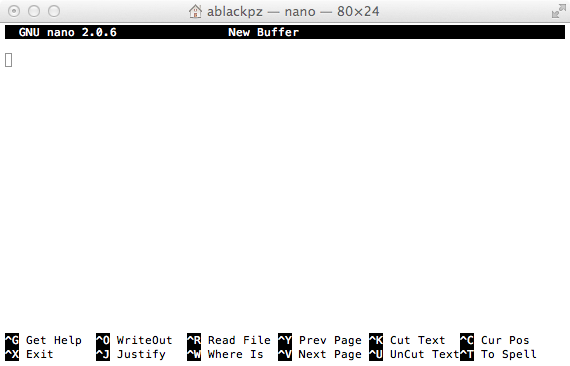 ablackpz — nano — 80×24
GNU nano 2.0.6 New Buffer
^G Get Help ^O WriteOut ^R Read File ^Y Prev Page ^K Cut Text ^C Cur Pos
^X Exit ^J Justify ^W Where Is ^V Next Page ^U UnCut Text ^T To Spell